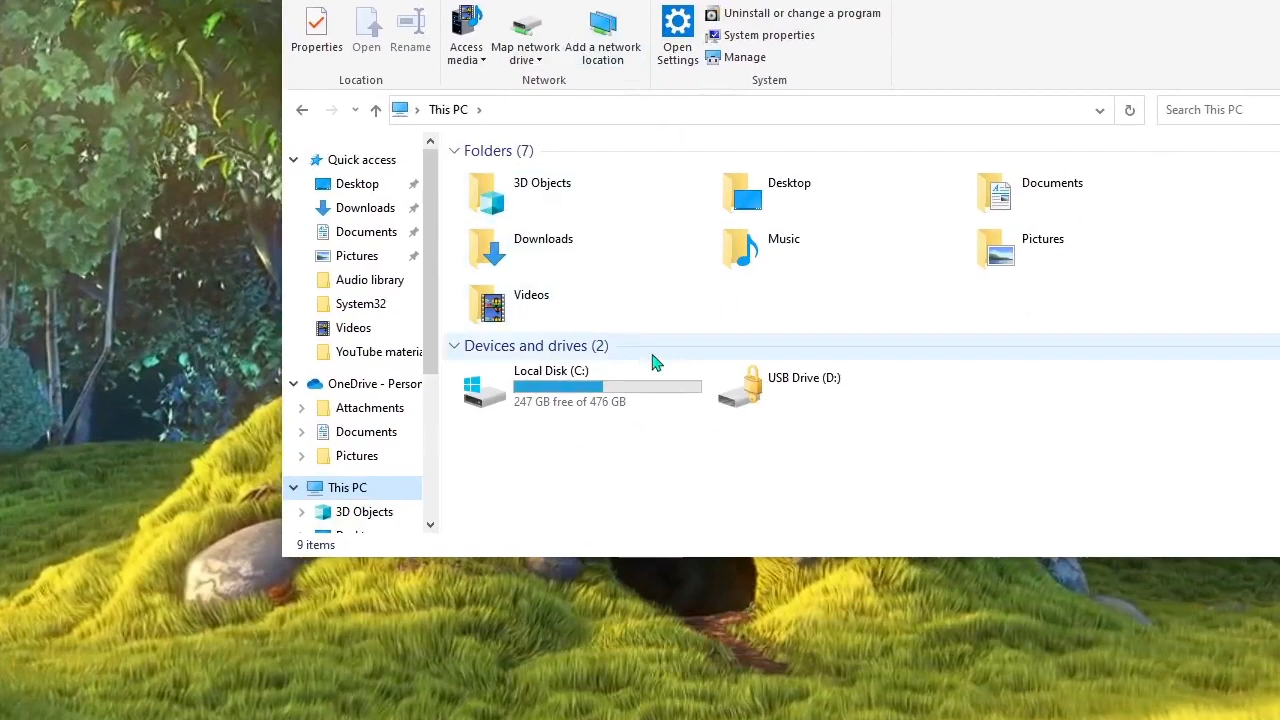 Properties
Open
Rename
Access
media
Map network
drive
Add a network
location
Open
Settings
Uninstall or change a program
System properties
Manage
Location
Network
System
This PC
Search This PC
Quick access
Desktop
Downloads
Documents
Pictures
Audio library
System32
Videos
YouTube materia
OneDrive - Person
Attachments
Documents
Pictures
This PC
3D Objects
Folders (7)
3D Objects
Desktop
Documents
Downloads
Music
Pictures
Videos
Devices and drives (2)
Local Disk (C:)
247 GB free of 476 GB
USB Drive (D:)
9 items